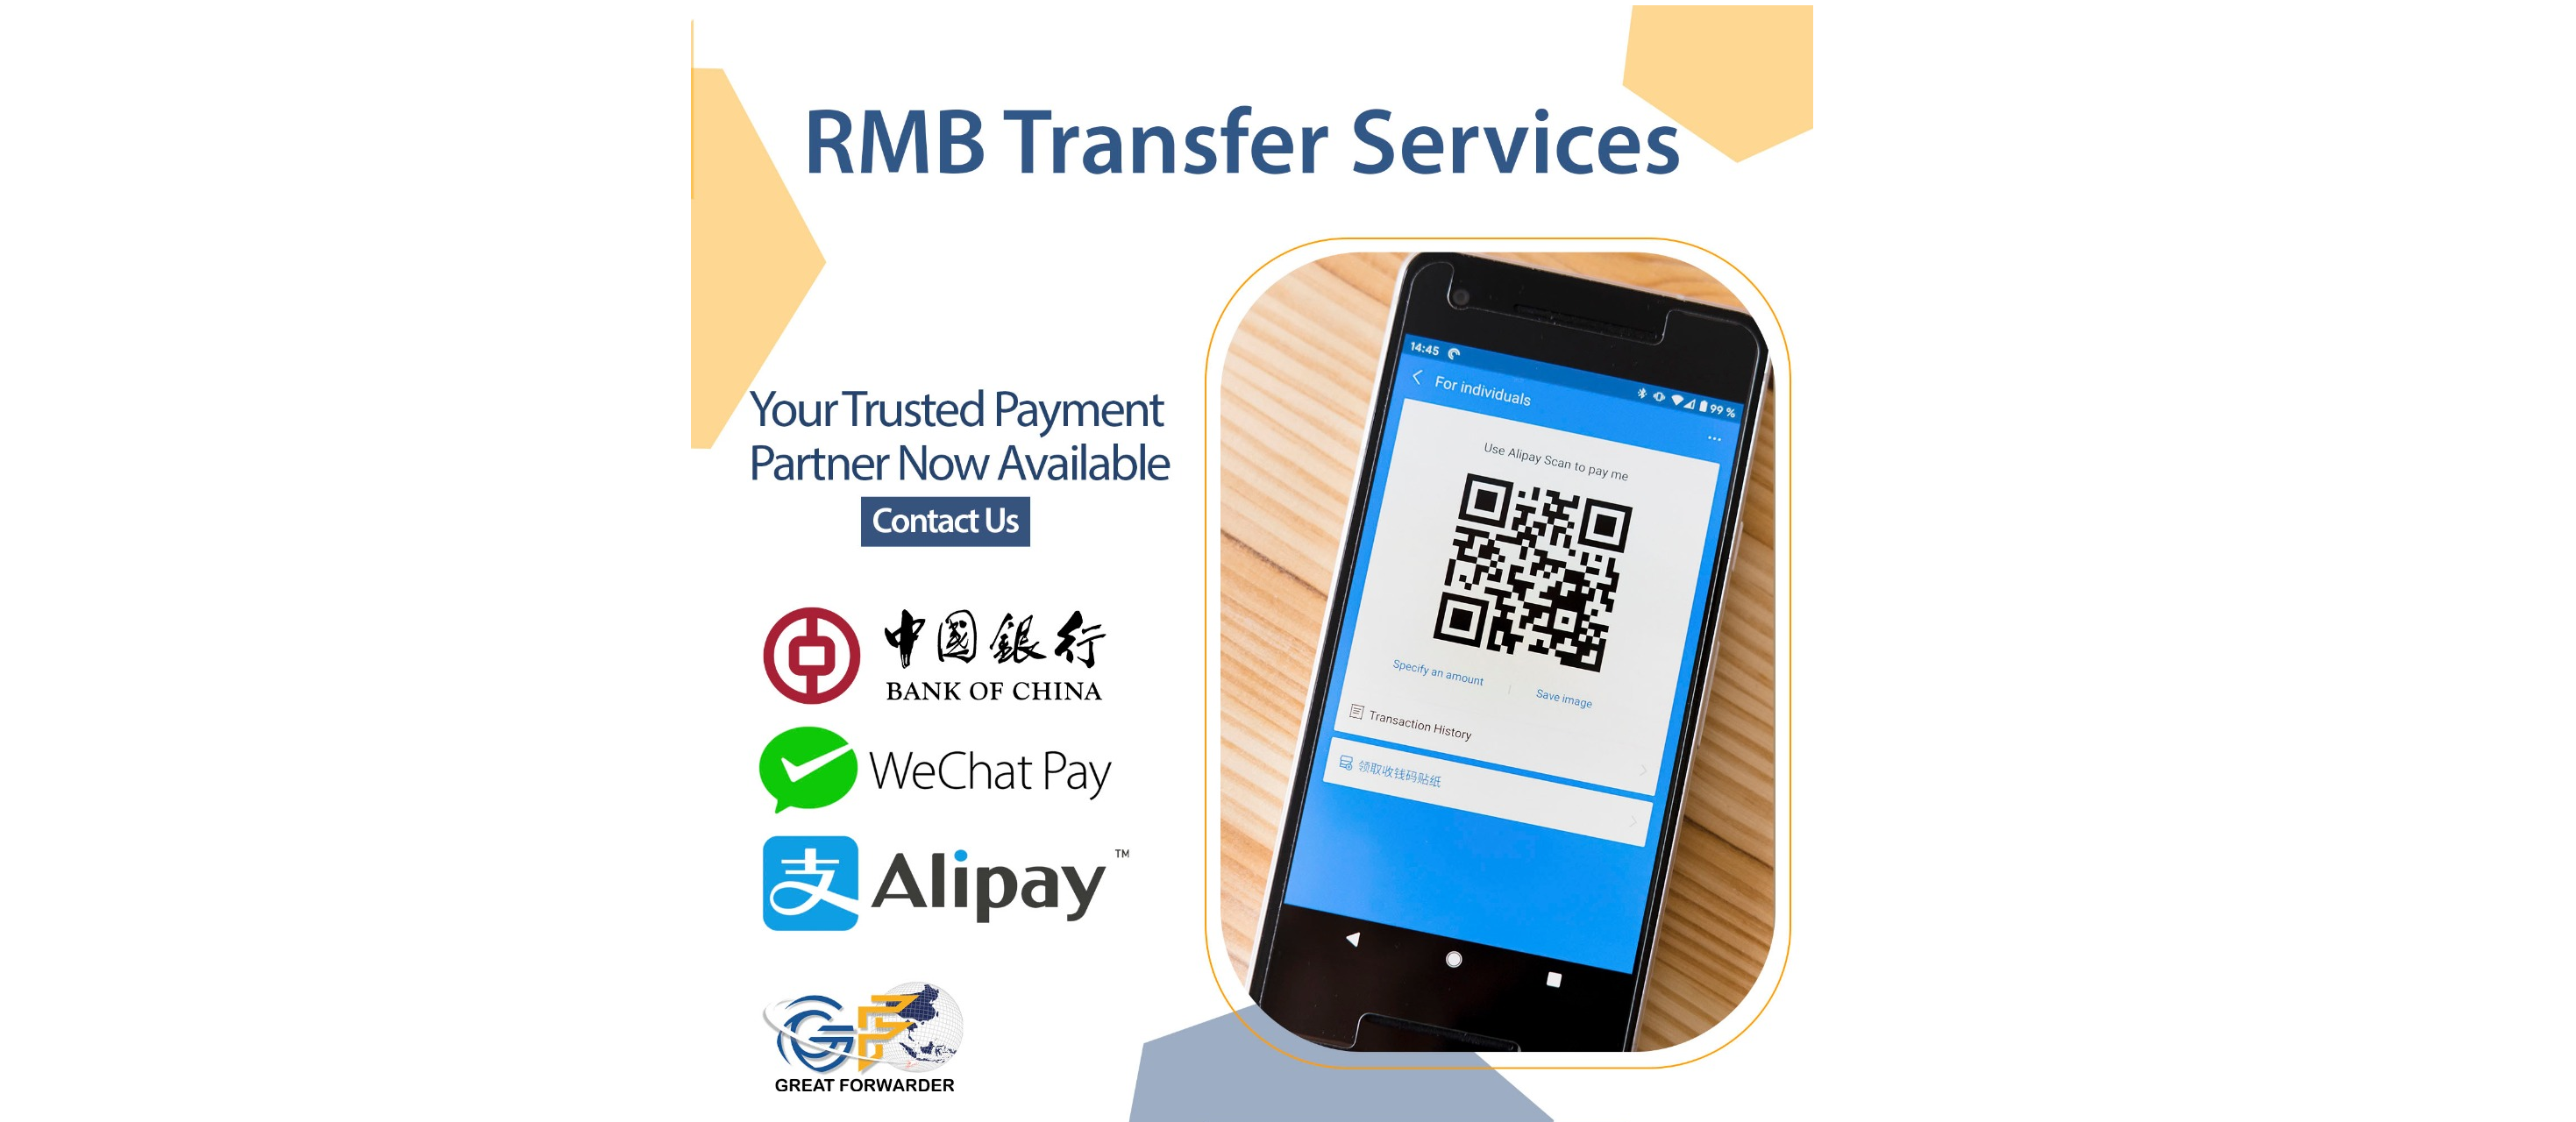 RMB Transfer Services
Your Trusted Payment
Partner Now Available
Contact Us
中國銀行
BANK OF CHINA
WeChat Pay
支 Alipay™
GF
GREAT FORWARDER
14:45
99 %
For individuals
Use Alipay Scan to pay me
Specify an amount
Save image
Transaction History
领取收钱码贴纸